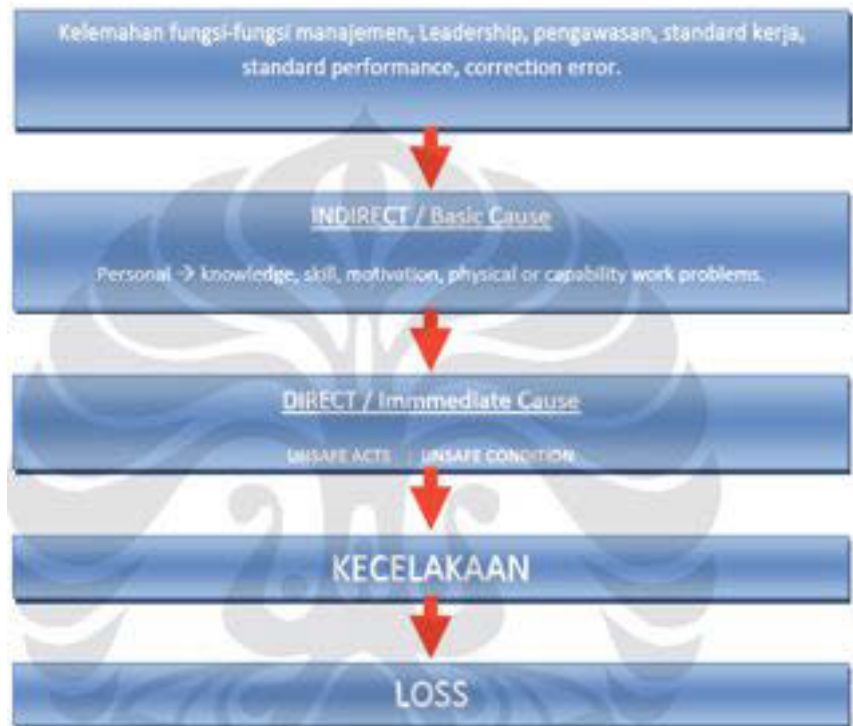 Kelemahan fungsi-fungsi manajemen, Leadership, pengawasan, standard kerja,
standard performance, correction error.
INDIRECT / Basic Cause
Personal → knowledge, skill, motivation, physical or capability work problems.
DIRECT / Immmediate Cause
UNSAFE ACTS : UNSAFE CONDITION
KECELAKAAN
LOSS